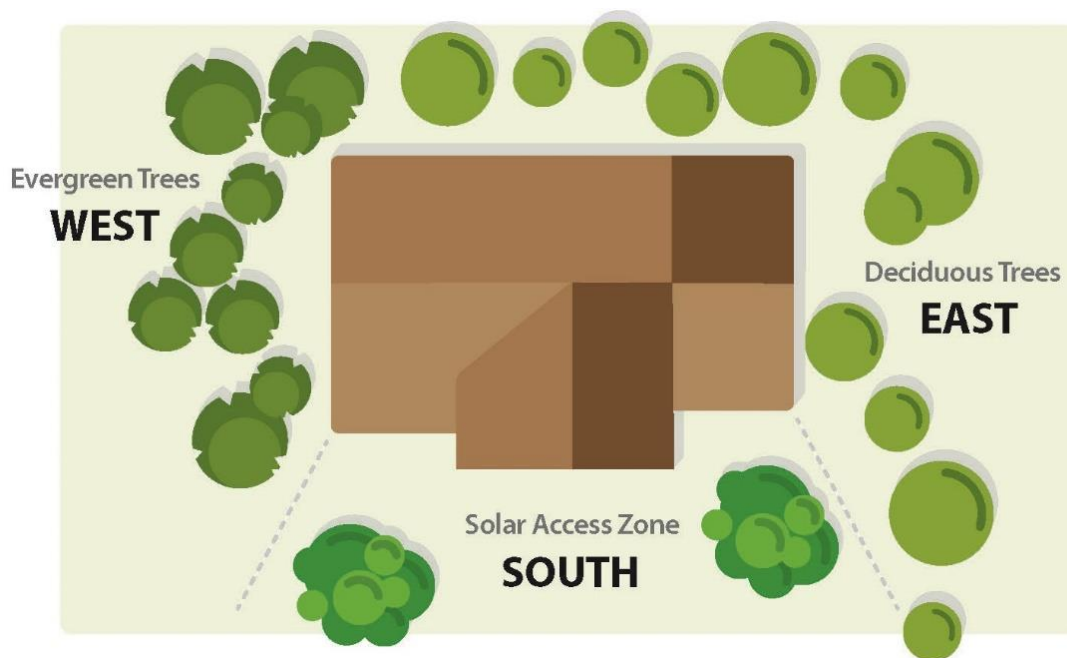 Evergreen Trees
WEST
Deciduous Trees
EAST
Solar Access Zone
SOUTH